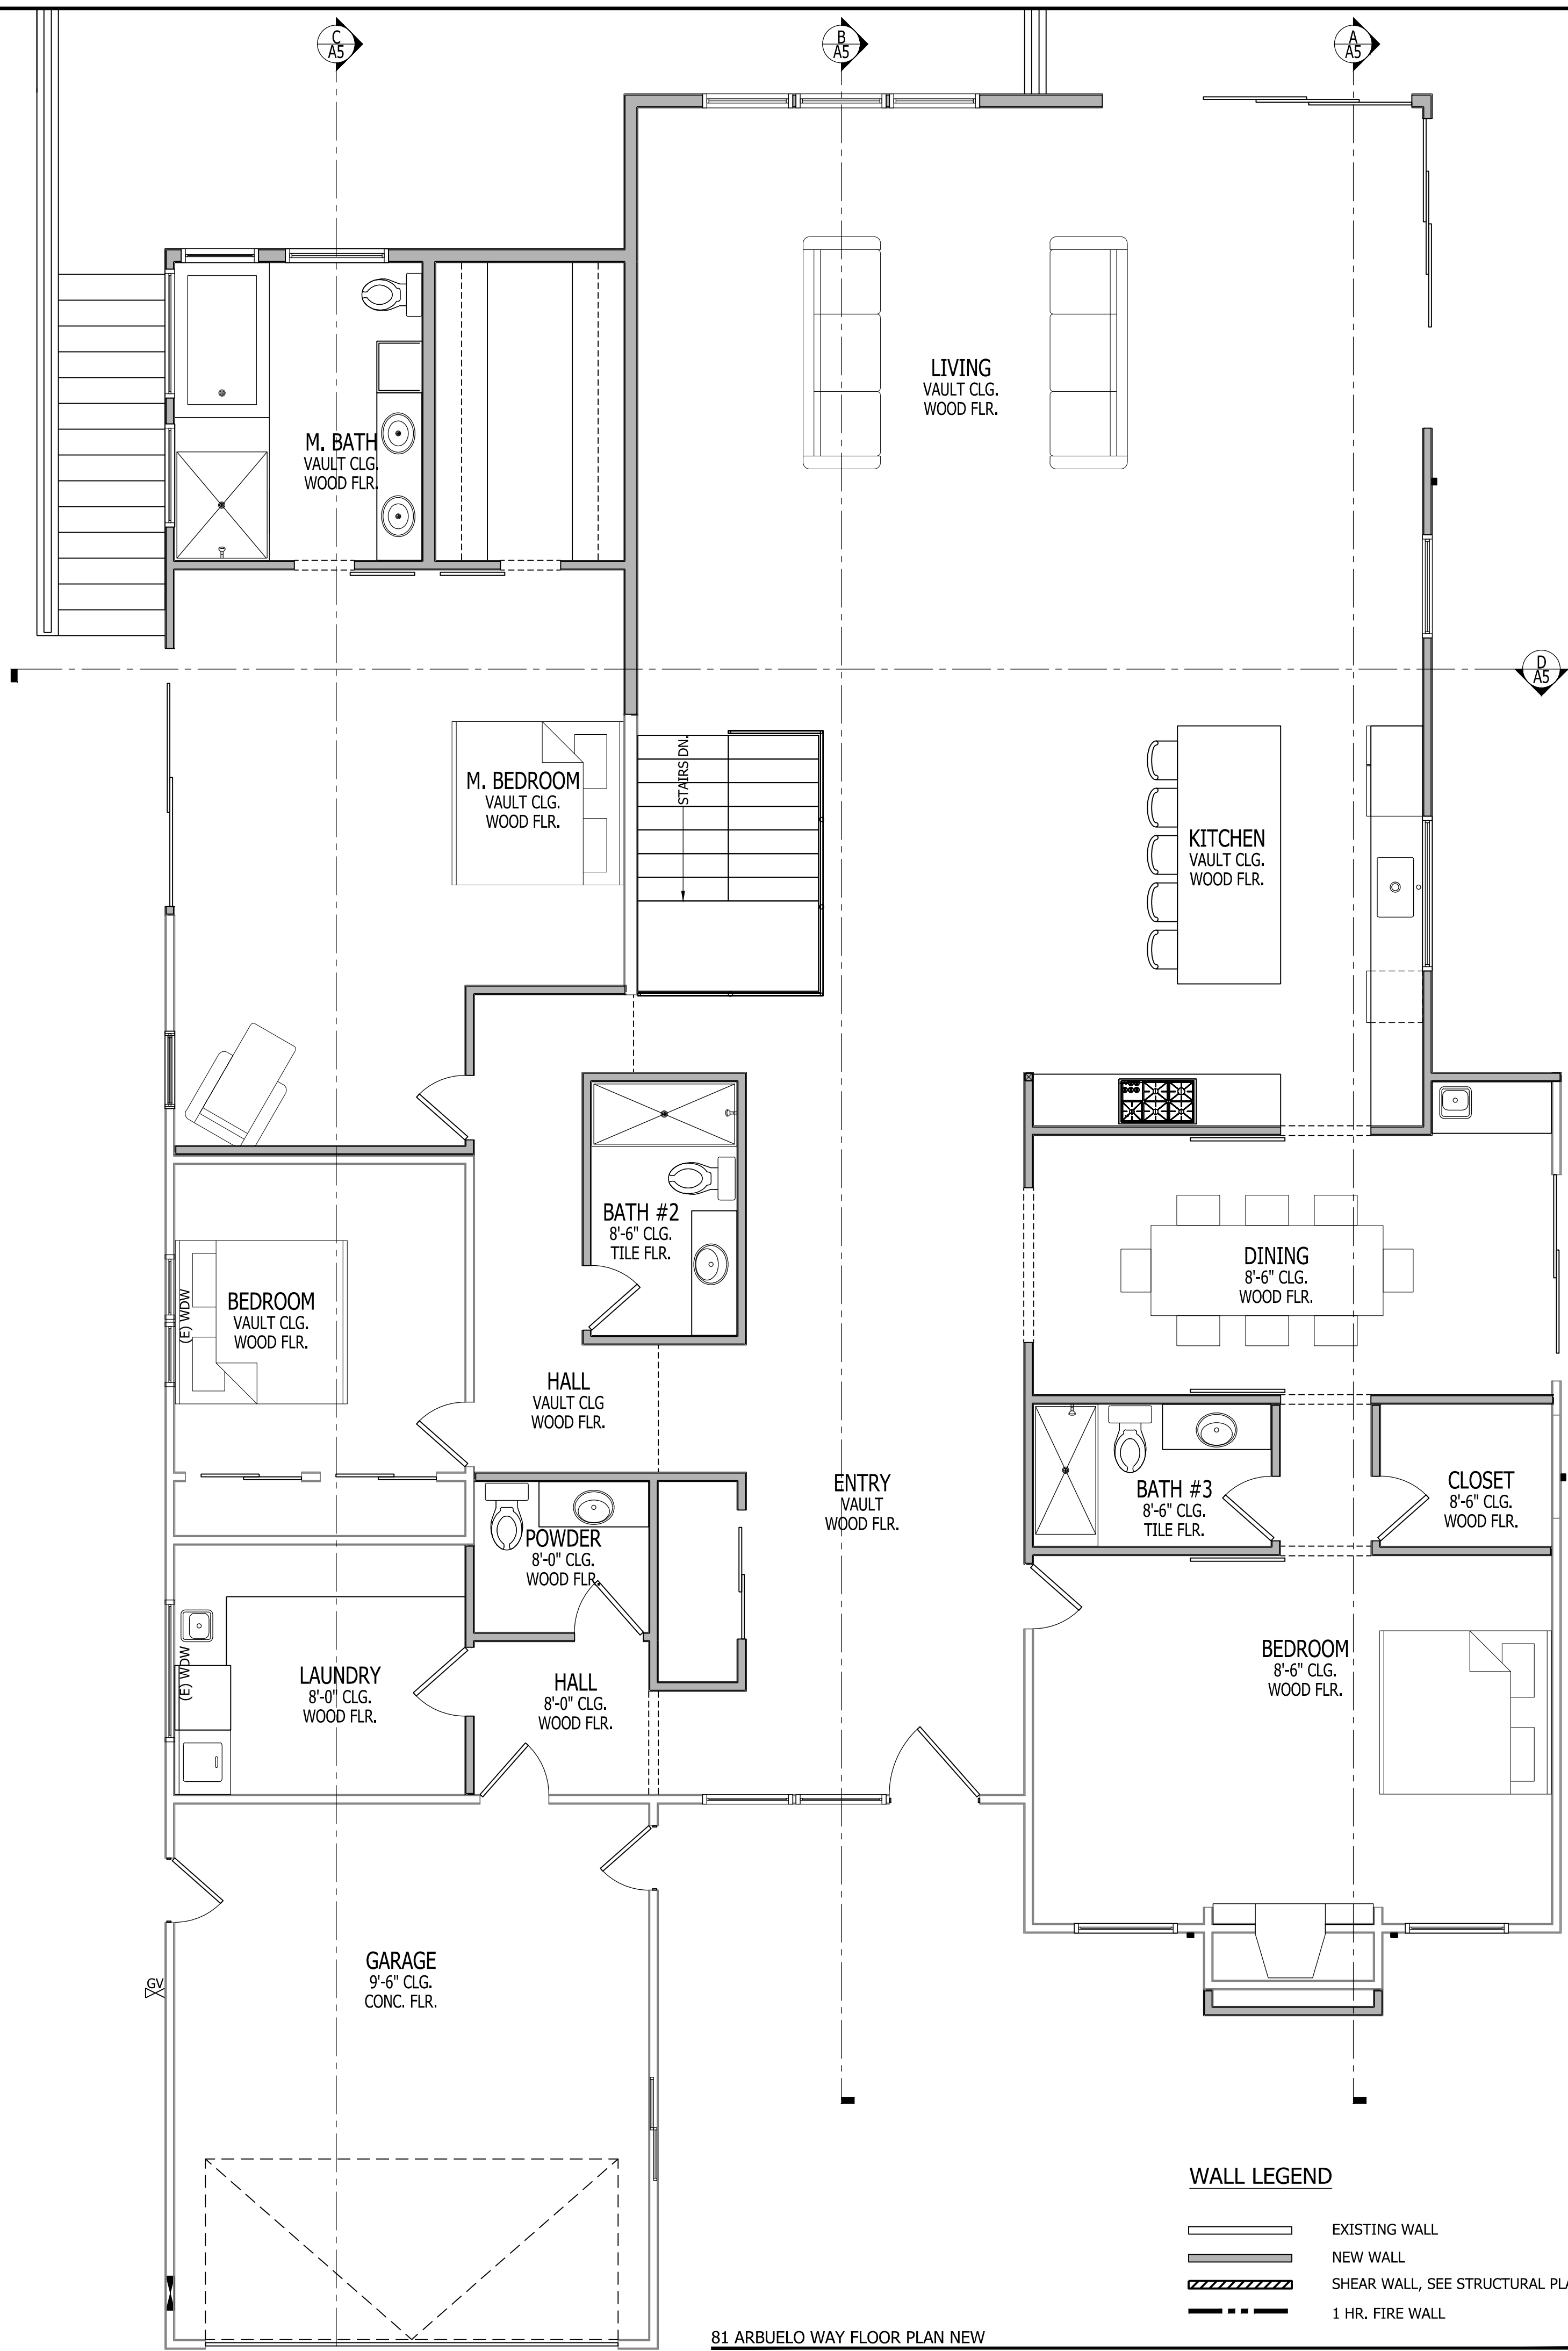 C
A5
B
A5
A
A5
LIVING
VAULT CLG.
WOOD FLR.
M. BATH
VAULT CLG.
WOOD FLR.
D
A5
STAIRS DN.
M. BEDROOM
VAULT CLG.
WOOD FLR.
KITCHEN
VAULT CLG.
WOOD FLR.
BATH #2
8'-6" CLG.
TILE FLR.
DINING
8'-6" CLG.
WOOD FLR.
(E) WDW
BEDROOM
VAULT CLG.
WOOD FLR.
HALL
VAULT CLG
WOOD FLR.
ENTRY
VAULT
WOOD FLR.
BATH #3
8'-6" CLG.
TILE FLR.
CLOSET
8'-6" CLG.
WOOD FLR.
POWDER
8'-0" CLG.
WOOD FLR.
(E) WDW
LAUNDRY
8'-0" CLG.
WOOD FLR.
HALL
8'-0" CLG.
WOOD FLR.
BEDROOM
8'-6" CLG.
WOOD FLR.
GARAGE
9'-6" CLG.
CONC. FLR.
GV
WALL LEGEND
EXISTING WALL
NEW WALL
SHEAR WALL, SEE STRUCTURAL PLA
1 HR. FIRE WALL
81 ARBUELO WAY FLOOR PLAN NEW